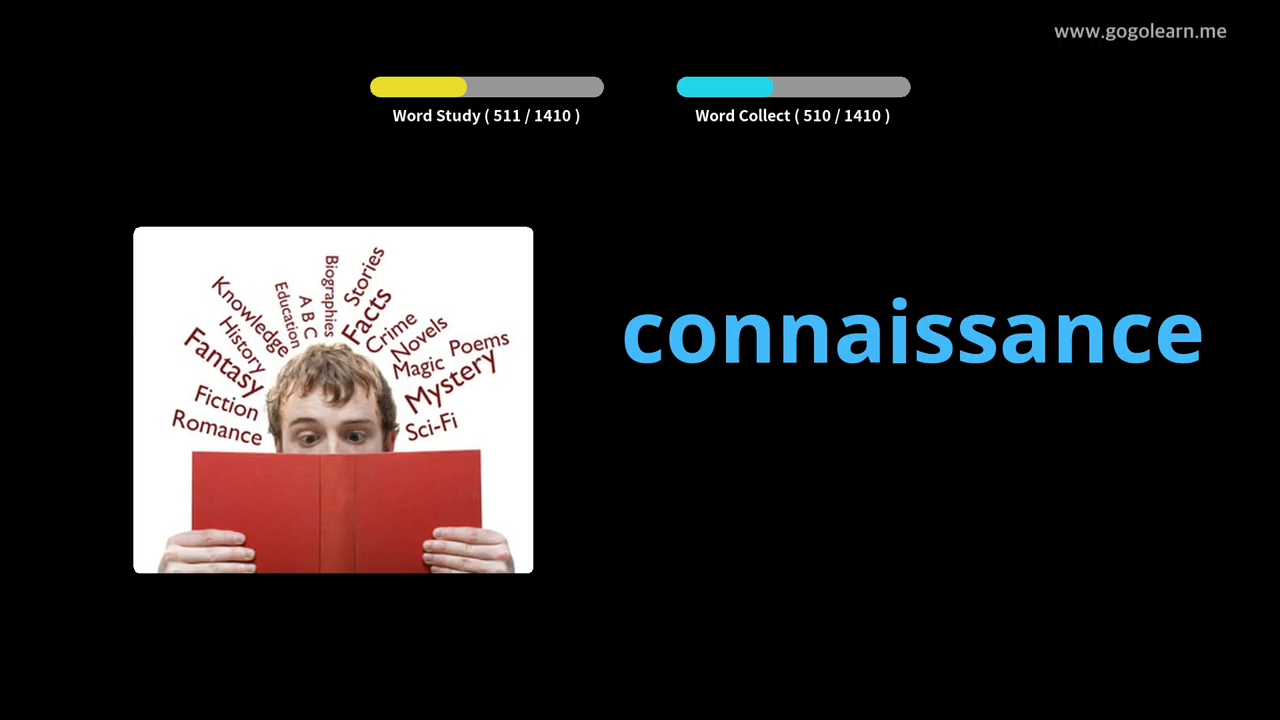 www.gogolearn.me
Word Study ( 511 / 1410 )
Word Collect ( 510 / 1410 )
connaissance
Romance
Fiction
Fantasy
History
Knowledge
Education
A B C
Biographies
Stories
Facts
Crime
Novels
Magic
Poems
Mystery
Sci-Fi